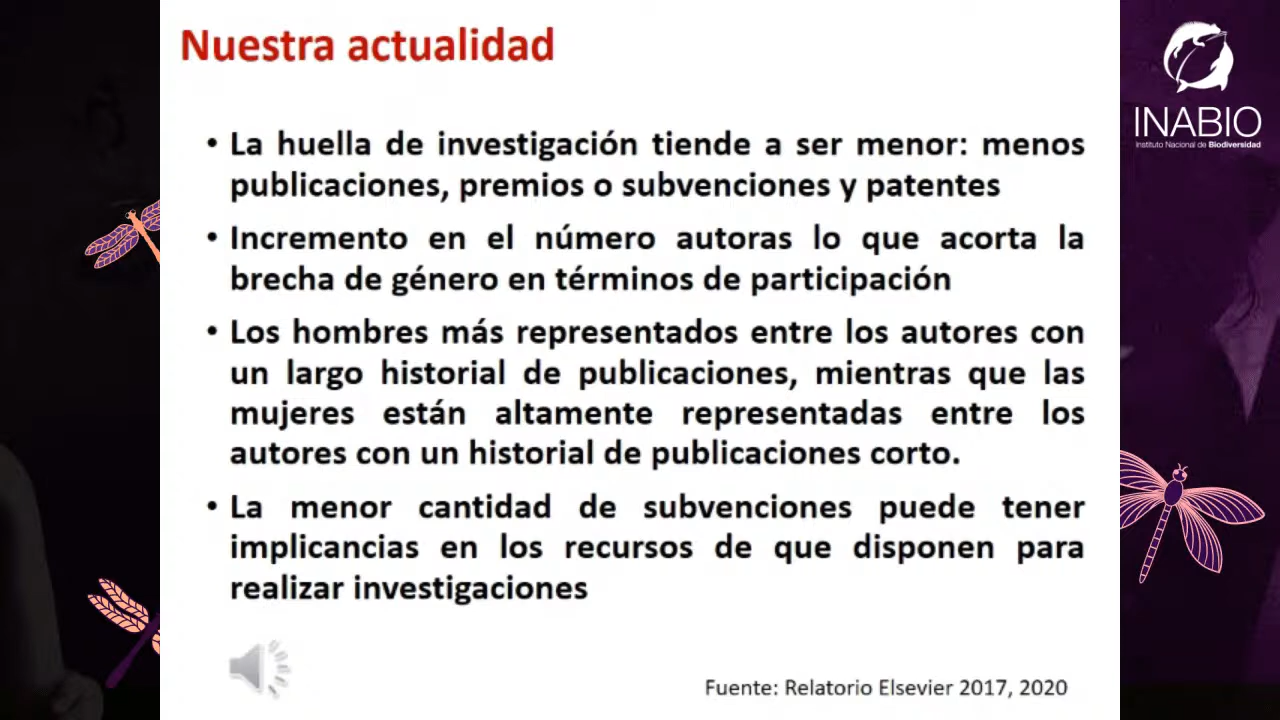 Nuestra actualidad
INABIO
Instituto Nacional de Biodiversidad
• La huella de investigación tiende a ser menor: menos
publicaciones, premios o subvenciones y patentes
• Incremento en el número autoras lo que acorta la
brecha de género en términos de participación
• Los hombres más representados entre los autores con
un largo historial de publicaciones, mientras que las
mujeres están altamente representadas entre los
autores con un historial de publicaciones corto.
• La menor cantidad de subvenciones puede tener
implicancias en los recursos de que disponen para
realizar investigaciones
Fuente: Relatorio Elsevier 2017, 2020